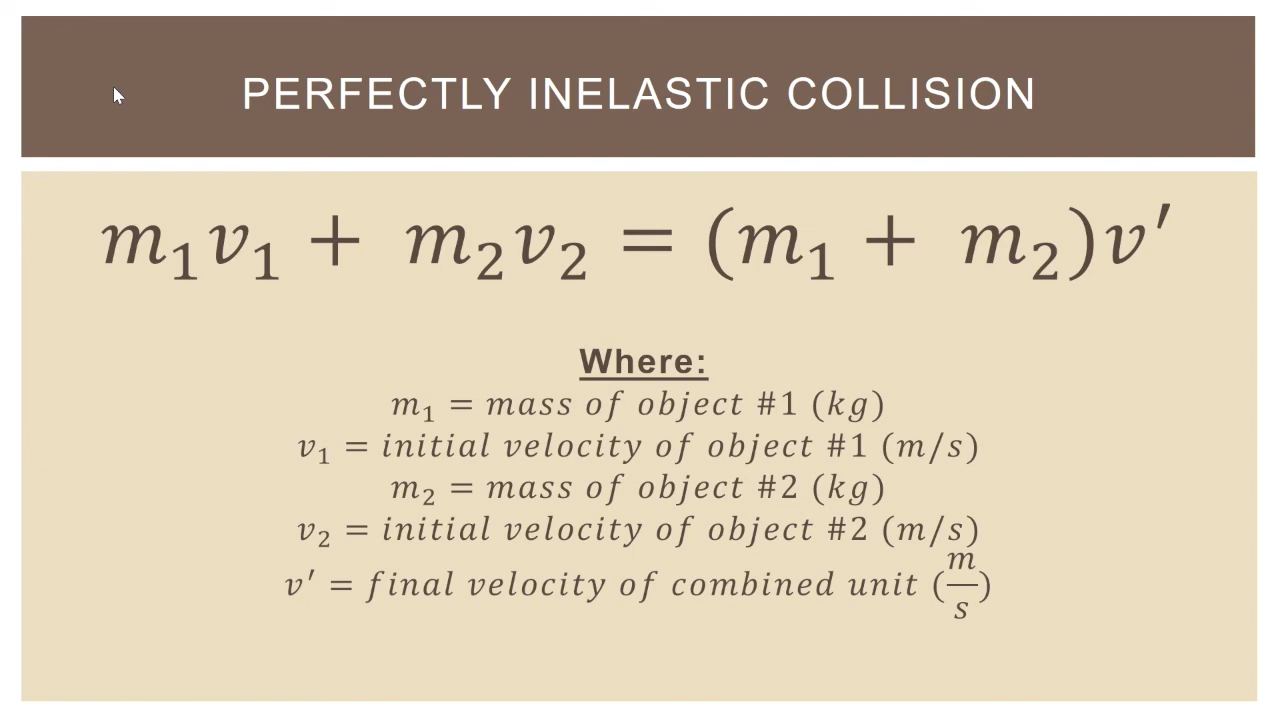 PERFECTLY INELASTIC COLLISION
m₁v₁ + m₂v₂ = (m₁ + m₂)v′
Where:
m₁ = mass of object #1 (kg)
v₁ = initial velocity of object #1 (m/s)
m₂ = mass of object #2 (kg)
v₂ = initial velocity of object #2 (m/s)
v′ = final velocity of combined unit (m/s)